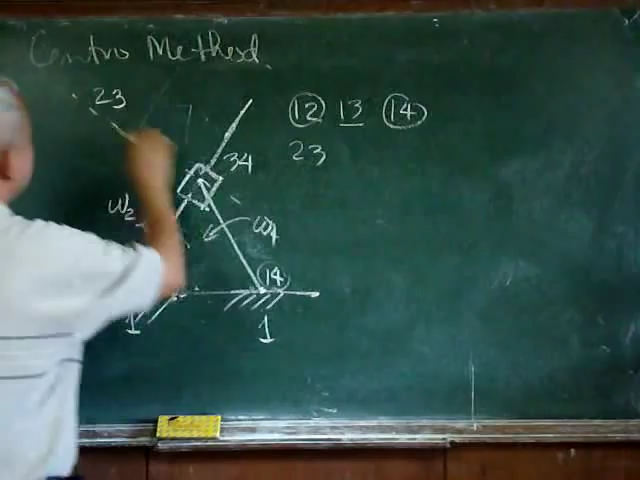 Centro Method.
23
12 13 14
34
23
ω2
ω4
14
1
1